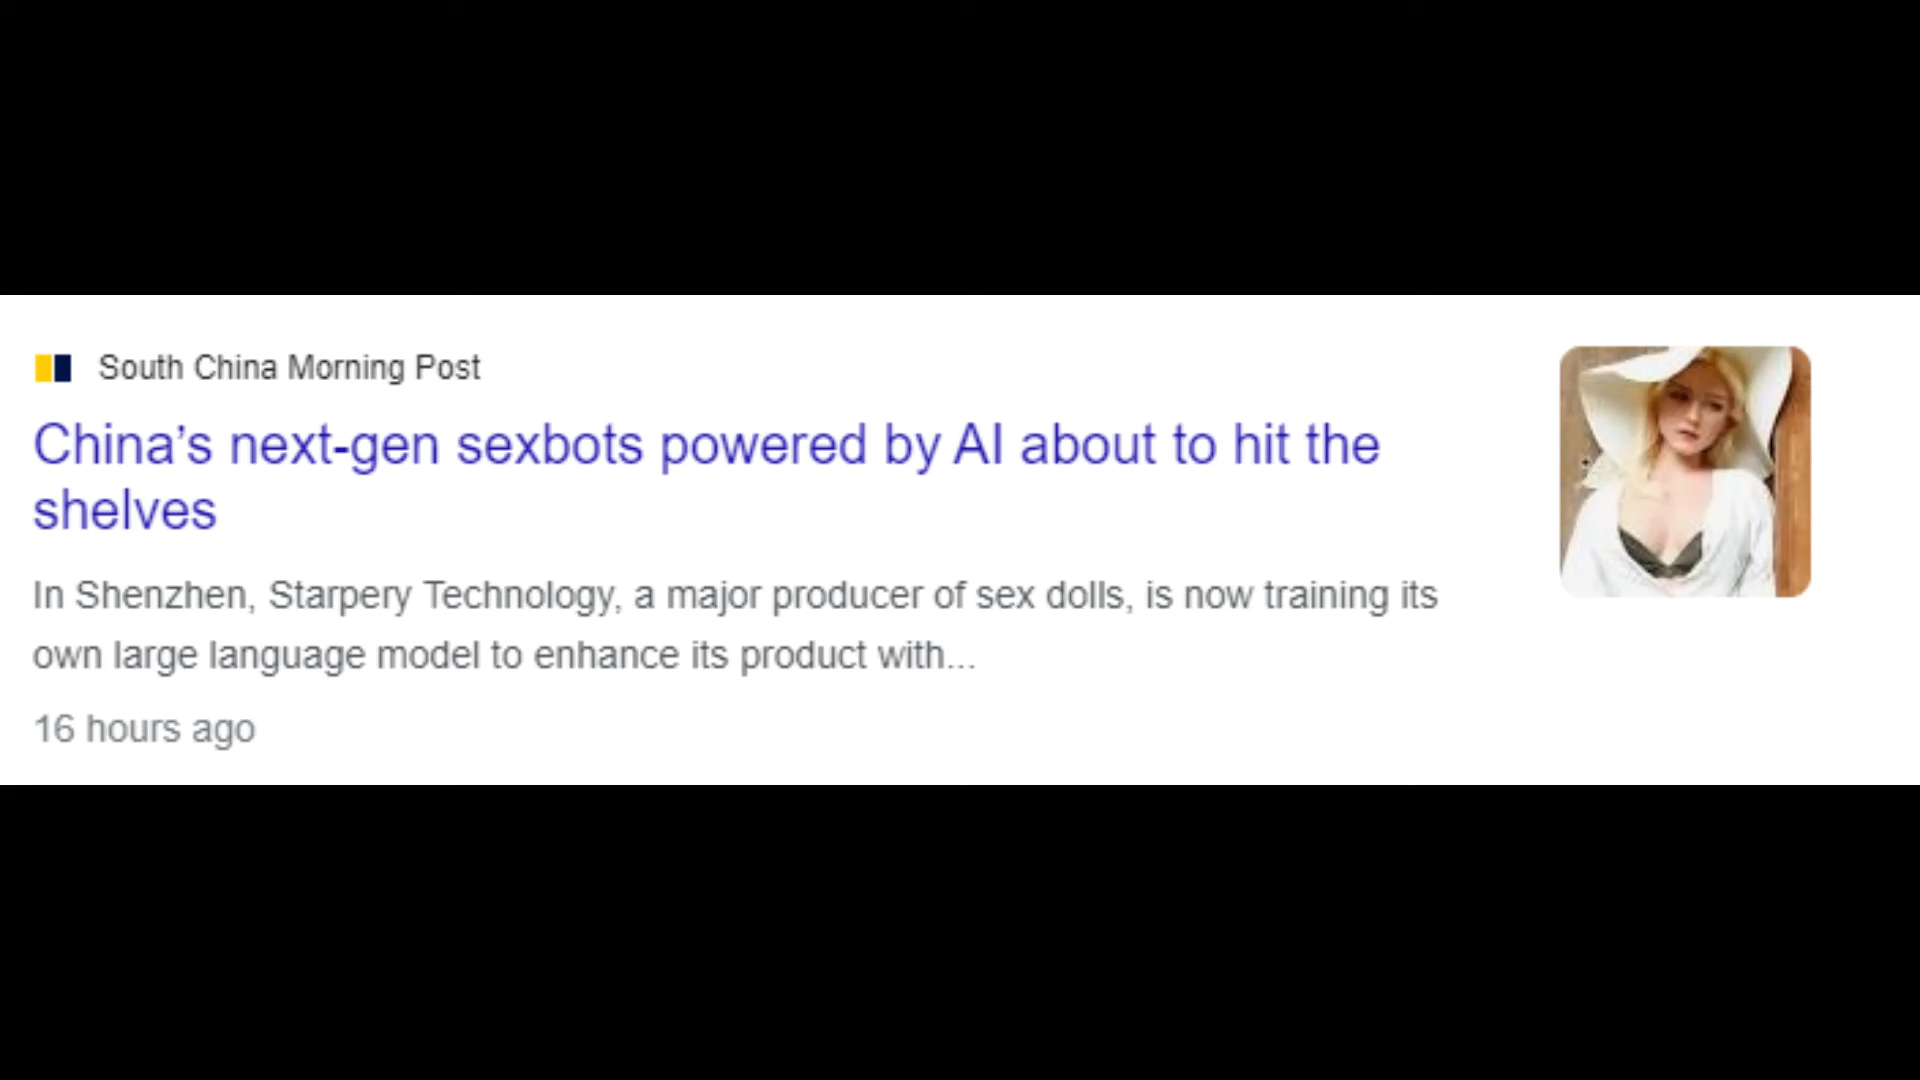 South China Morning Post
China’s next-gen sexbots powered by AI about to hit the
shelves
In Shenzhen, Starpery Technology, a major producer of sex dolls, is now training its
own large language model to enhance its product with...
16 hours ago